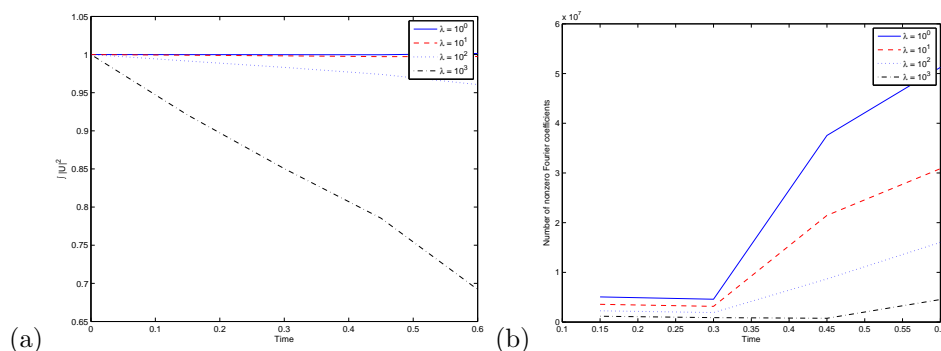 1.05
1
0.95
0.9
0.85
0.8
0.75
0.7
0.65
∫ |U|²
0 0.1 0.2 0.3 0.4 0.5 0.6
Time
λ = 10⁰
λ = 10¹
λ = 10²
λ = 10³
(a)
x 10⁷
6
5
4
3
2
1
0
Number of nonzero Fourier coefficients
0.1 0.15 0.2 0.25 0.3 0.35 0.4 0.45 0.5 0.55
Time
λ = 10⁰
λ = 10¹
λ = 10²
λ = 10³
(b)